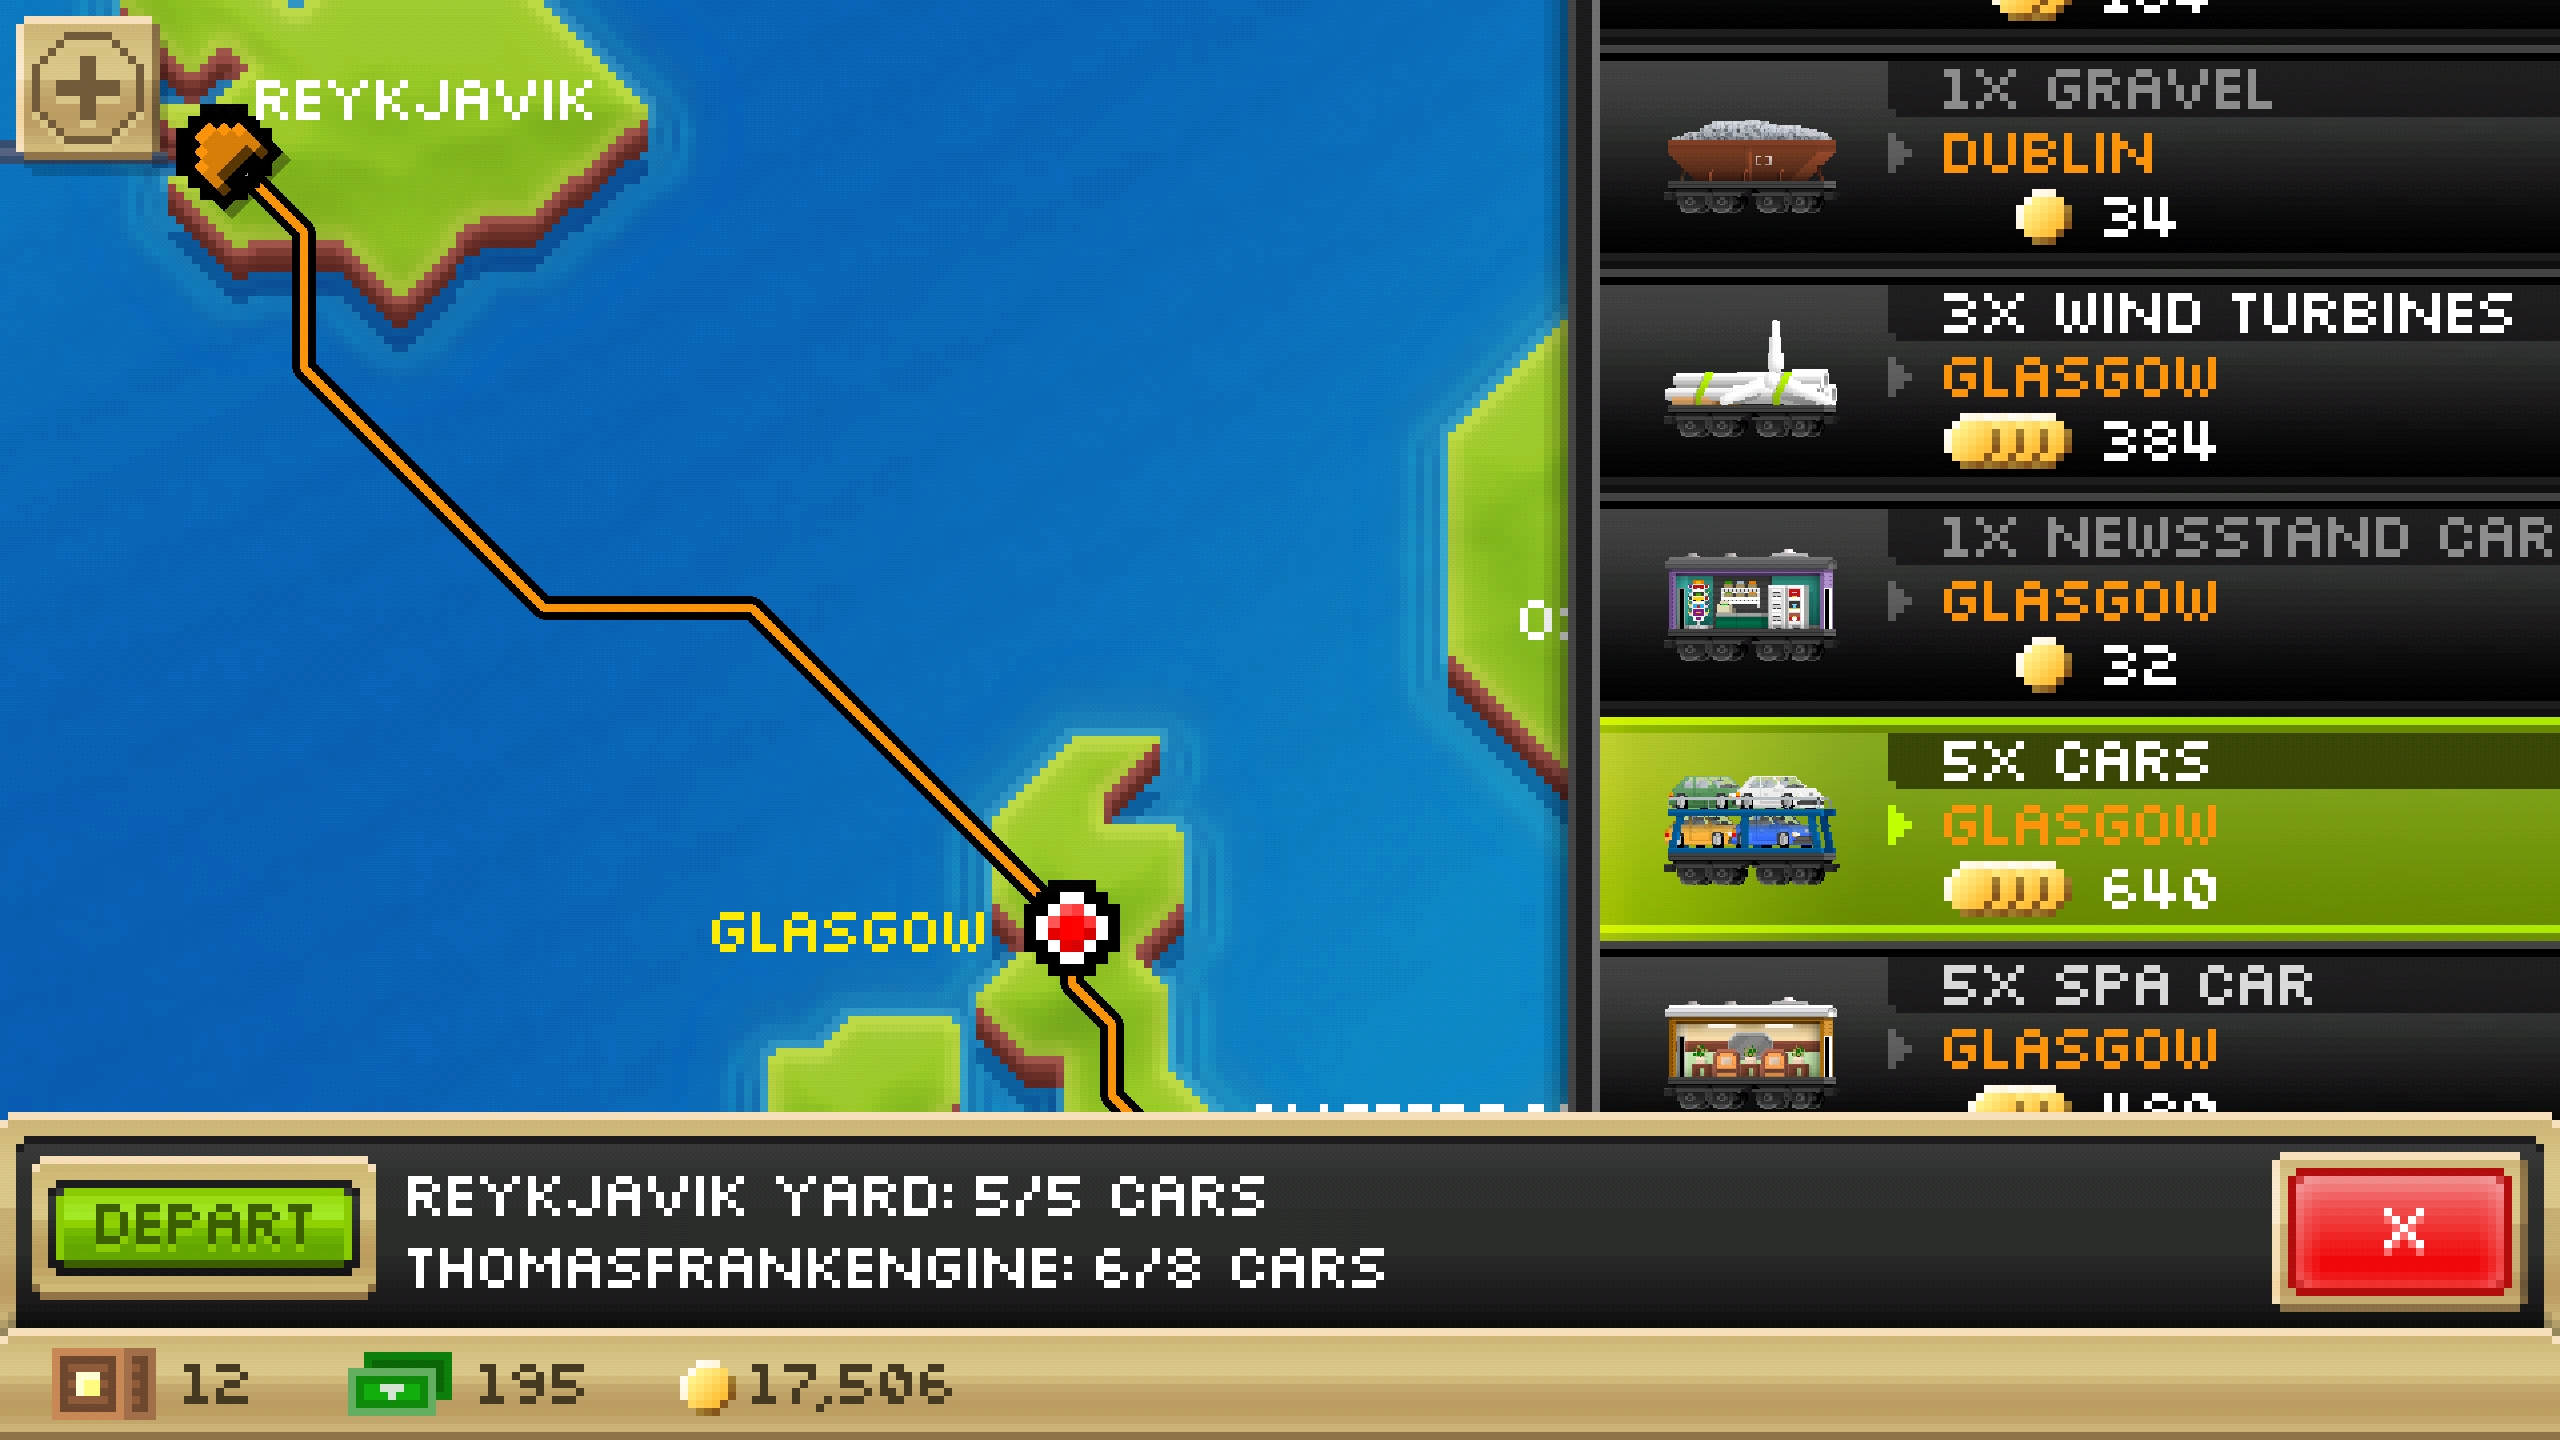 REYKJAVIK
GLASGOW
1X GRAVEL
DUBLIN
34
3X WIND TURBINES
GLASGOW
384
1X NEWSSTAND CAR
GLASGOW
32
5X CARS
GLASGOW
640
5X SPA CAR
GLASGOW
480
DEPART
REYKJAVIK YARD: 5/5 CARS
THOMASFRANKENGINE: 6/8 CARS
X
12
195
17,506